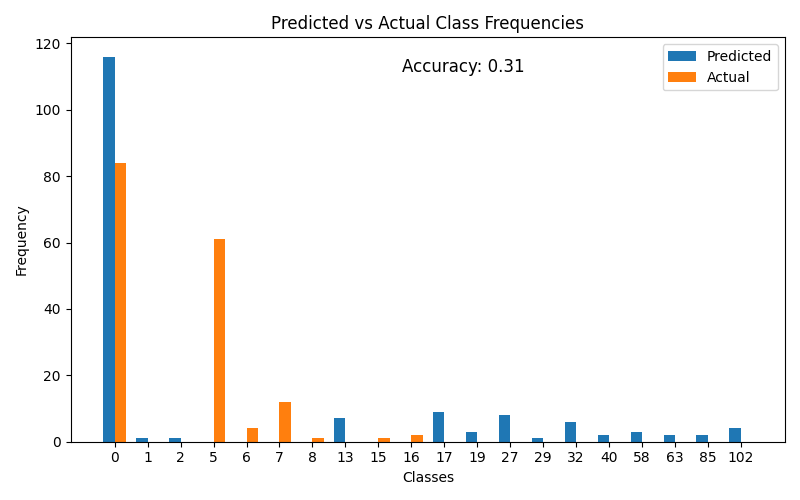 Predicted vs Actual Class Frequencies
Accuracy: 0.31
Predicted
Actual
Frequency
120
100
80
60
40
20
0
0 1 2 5 6 7 8 13 15 16 17 19 27 29 32 40 58 63 85 102
Classes